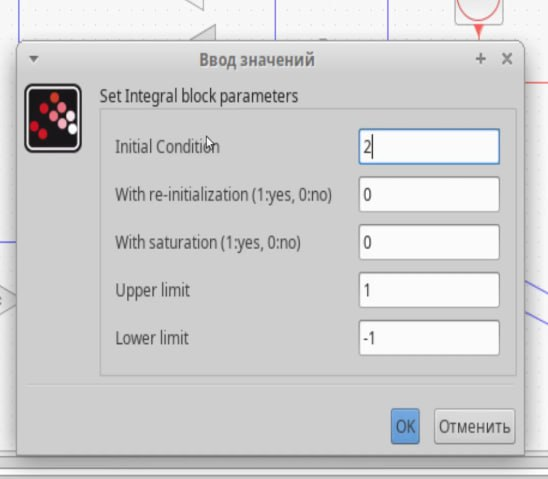 Ввод значений
Set Integral block parameters
Initial Condition 2
With re-initialization (1:yes, 0:no) 0
With saturation (1:yes, 0:no) 0
Upper limit 1
Lower limit -1
OK Отменить